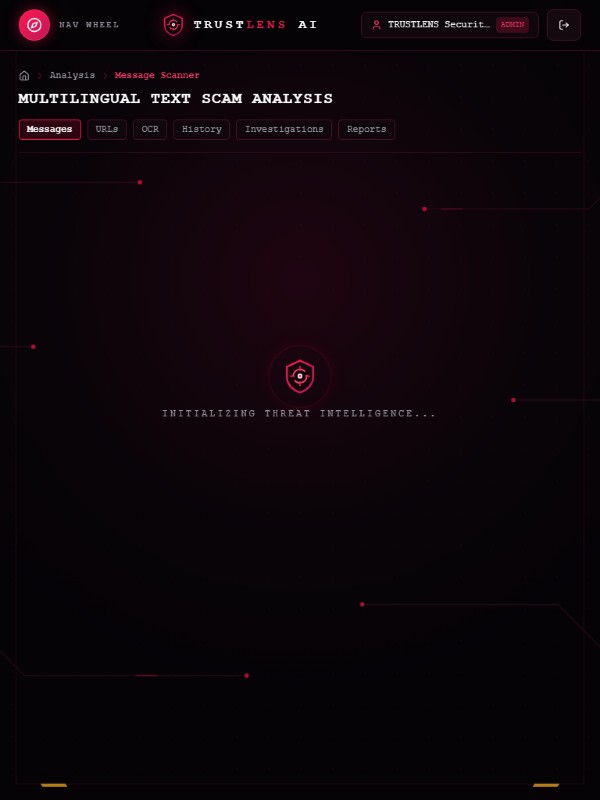 NAV WHEEL
TRUSTLENS AI
TRUSTLENS Securit…
ADMIN
Analysis
Message Scanner
MULTILINGUAL TEXT SCAM ANALYSIS
Messages
URLs
OCR
History
Investigations
Reports
INITIALIZING THREAT INTELLIGENCE...